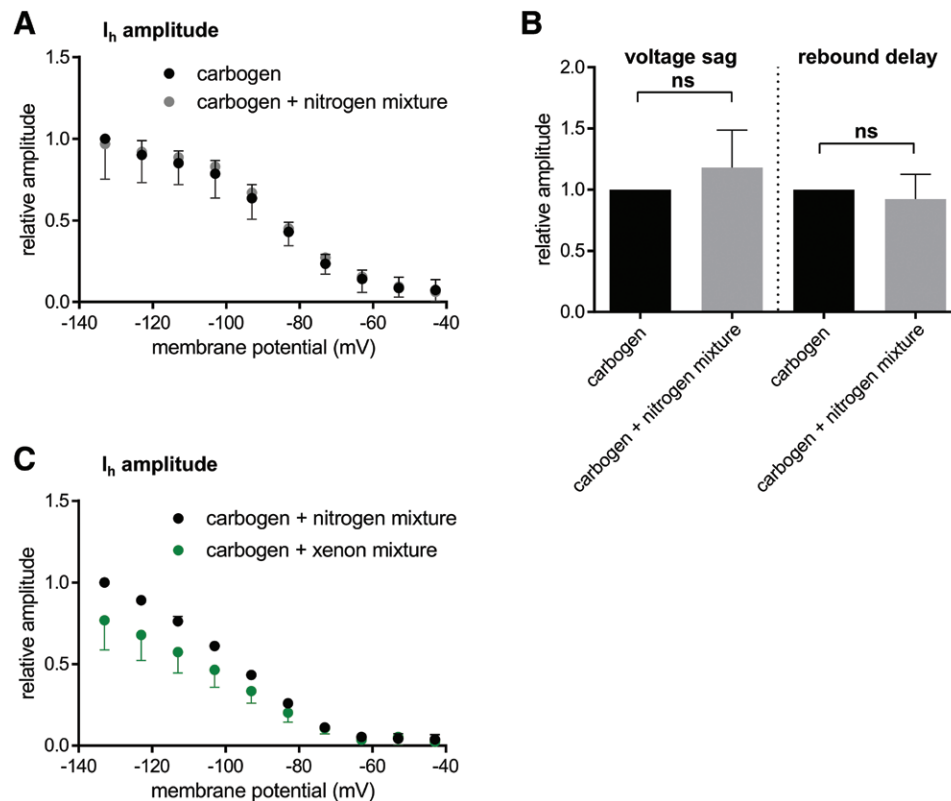 A
I_h amplitude
1.5
1.0
0.5
0.0
relative amplitude
carbogen
carbogen + nitrogen mixture
-140 -120 -100 -80 -60 -40
membrane potential (mV)
B
voltage sag rebound delay
ns
ns
2.0
1.5
1.0
0.5
0.0
relative amplitude
carbogen
carbogen + nitrogen mixture
carbogen
carbogen + nitrogen mixture
C
I_h amplitude
1.5
1.0
0.5
0.0
relative amplitude
carbogen + nitrogen mixture
carbogen + xenon mixture
-140 -120 -100 -80 -60 -40
membrane potential (mV)